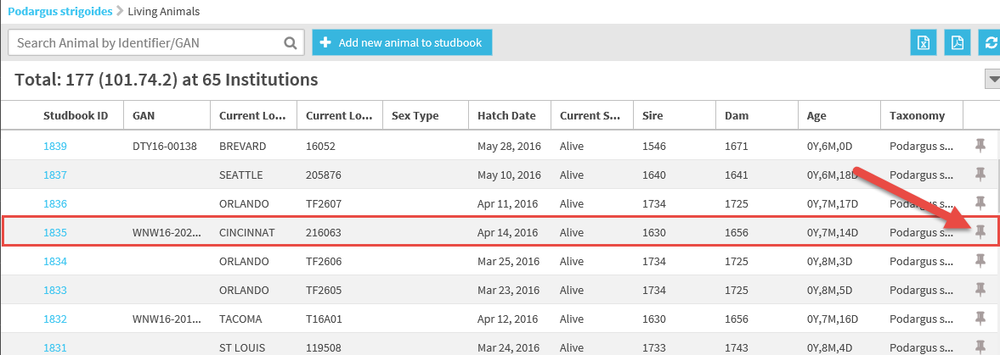 Podargus strigoides > Living Animals
Search Animal by Identifier/GAN + Add new animal to studbook
Total: 177 (101.74.2) at 65 Institutions
Studbook ID GAN Current Lo... Current Lo... Sex Type Hatch Date Current S... Sire Dam Age Taxonomy
1839 DTY16-00138 BREVARD 16052 May 28, 2016 Alive 1546 1671 0Y,6M,0D Podargus s...
1837 SEATTLE 205876 May 10, 2016 Alive 1640 1641 0Y,6M,18D Podargus s...
1836 ORLANDO TF2607 Apr 11, 2016 Alive 1734 1725 0Y,7M,17D Podargus s...
1835 WNW16-202... CINCINNAT 216063 Apr 14, 2016 Alive 1630 1656 0Y,7M,14D Podargus s...
1834 ORLANDO TF2606 Mar 25, 2016 Alive 1734 1725 0Y,8M,3D Podargus s...
1833 ORLANDO TF2605 Mar 23, 2016 Alive 1734 1725 0Y,8M,5D Podargus s...
1832 WNW16-201... TACOMA T16A01 Apr 12, 2016 Alive 1630 1656 0Y,7M,16D Podargus s...
1831 ST LOUIS 119508 Mar 24, 2016 Alive 1733 1743 0Y,8M,4D Podargus s...